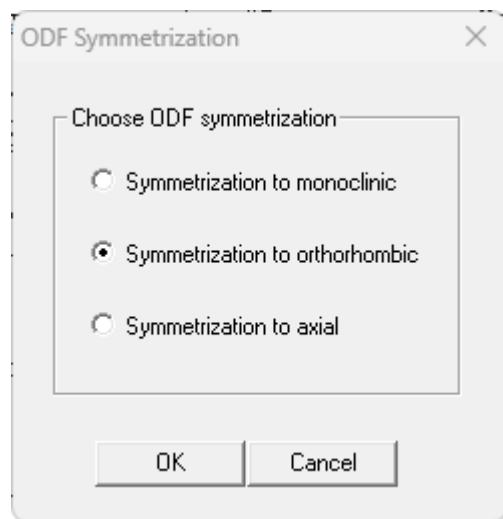 ODF Symmetrization
Choose ODF symmetrization
Symmetrization to monoclinic
Symmetrization to orthorhombic
Symmetrization to axial
OK Cancel